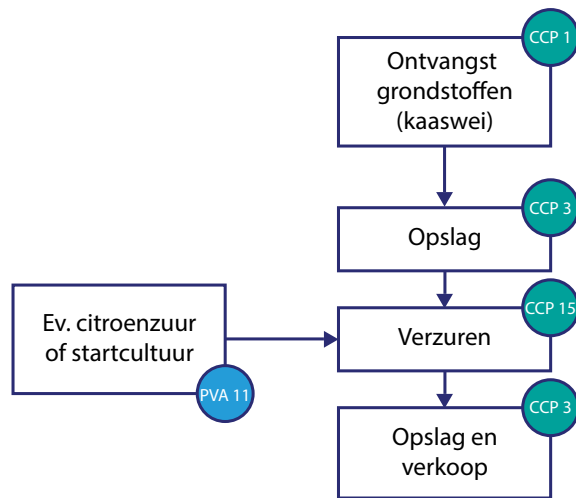 CCP 1
Ontvangst
grondstoffen
(kaaswei)
CCP 3
Opslag
CCP 15
Ev. citroenzuur
of startcultuur
Verzuren
PVA 11
CCP 3
Opslag en
verkoop